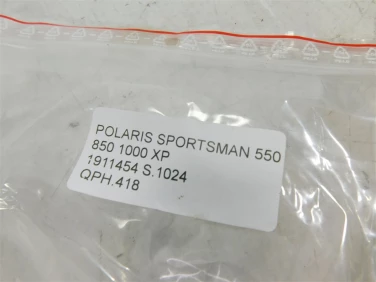 POLARIS SPORTSMAN 550
850 1000 XP
1911454 S.1024
QPH.418